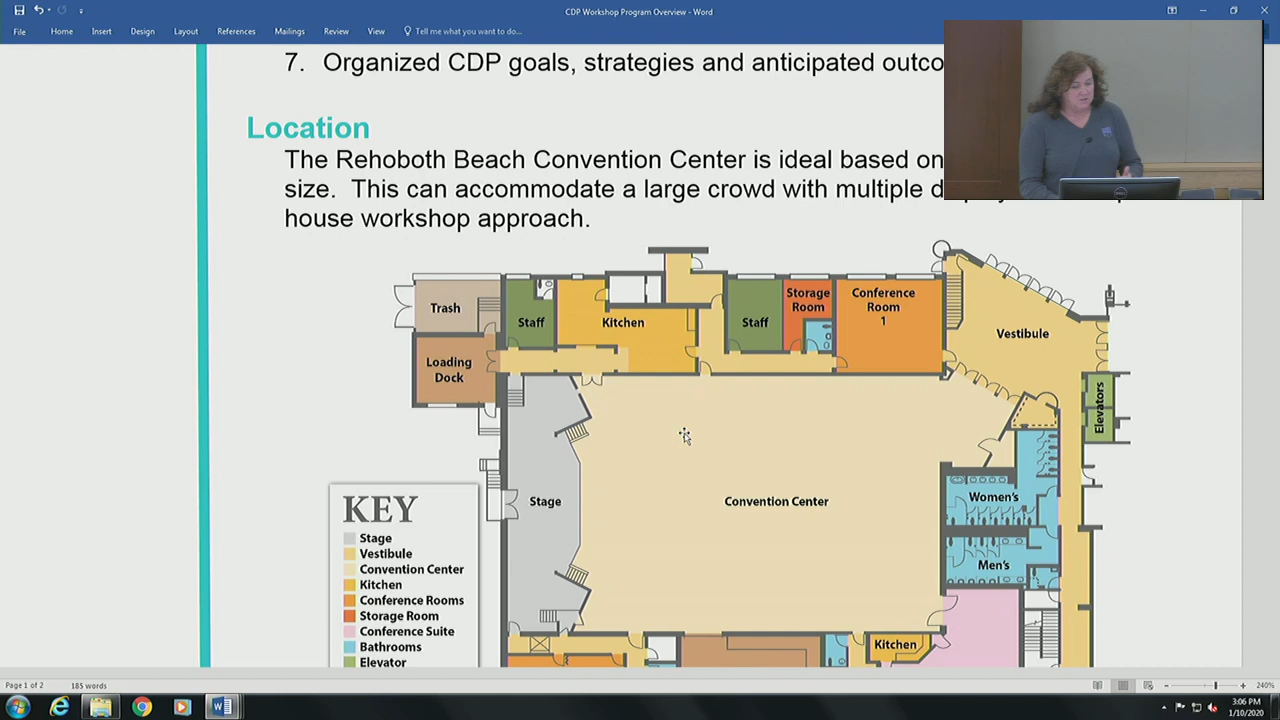 CDP Workshop Program Overview - Word
File Home Insert Design Layout References Mailings Review View Tell me what you want to do...
7. Organized CDP goals, strategies and anticipated outco
Location
The Rehoboth Beach Convention Center is ideal based on
size. This can accommodate a large crowd with multiple
house workshop approach.
Trash
Staff
Kitchen
Staff
Storage
Room
Conference
Room
1
Vestibule
Loading
Dock
Elevators
Stage
Convention Center
Women's
Men's
Kitchen
KEY
Stage
Vestibule
Convention Center
Kitchen
Conference Rooms
Storage Room
Conference Suite
Bathrooms
Elevator
Page 1 of 2 185 words
240%
3:06 PM
1/10/2020